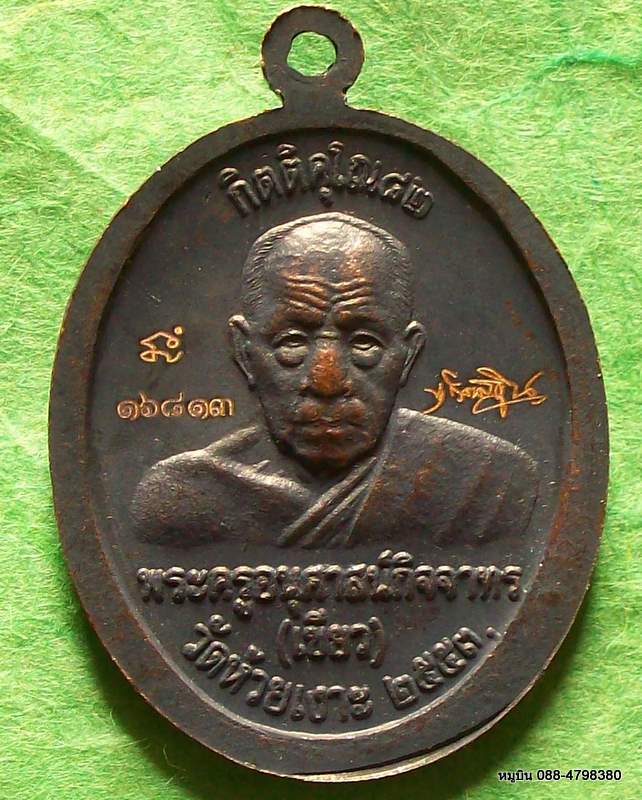 กิตติคุโณ๘๒
๑๖๘๑๓
พระครูอนุศาสน์กิจจาทร
(เขียว)
วัดห้วยเงาะ ๒๕๕๓.
หมูบิน 088-4798380